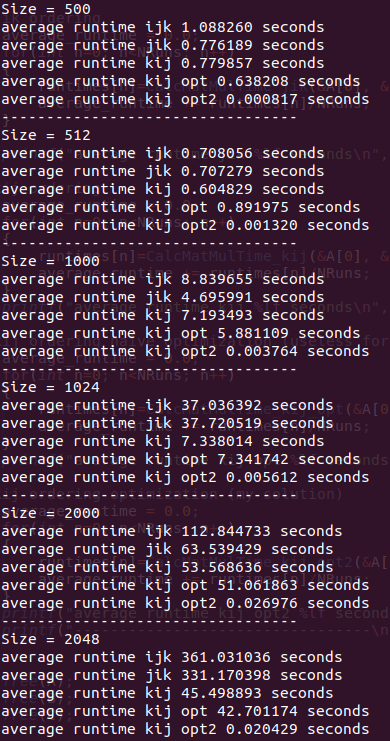 Size = 500
average runtime ijk 1.088260 seconds
average runtime jik 0.776189 seconds
average runtime kij 0.779857 seconds
average runtime kij opt 0.638208 seconds
average runtime kij opt2 0.000817 seconds
---------------------------------
Size = 512
average runtime ijk 0.708056 seconds
average runtime jik 0.707279 seconds
average runtime kij 0.604829 seconds
average runtime kij opt 0.891975 seconds
average runtime kij opt2 0.001320 seconds
---------------------------------
Size = 1000
average runtime ijk 8.839655 seconds
average runtime jik 4.695991 seconds
average runtime kij 7.193493 seconds
average runtime kij opt 5.881109 seconds
average runtime kij opt2 0.003764 seconds
---------------------------------
Size = 1024
average runtime ijk 37.036392 seconds
average runtime jik 37.720519 seconds
average runtime kij 7.338014 seconds
average runtime kij opt 7.341742 seconds
average runtime kij opt2 0.005612 seconds
---------------------------------
Size = 2000
average runtime ijk 112.844733 seconds
average runtime jik 63.539429 seconds
average runtime kij 53.568636 seconds
average runtime kij opt 51.061863 seconds
average runtime kij opt2 0.026976 seconds
---------------------------------
Size = 2048
average runtime ijk 361.031036 seconds
average runtime jik 331.170398 seconds
average runtime kij 45.498893 seconds
average runtime kij opt 42.701174 seconds
average runtime kij opt2 0.020429 seconds